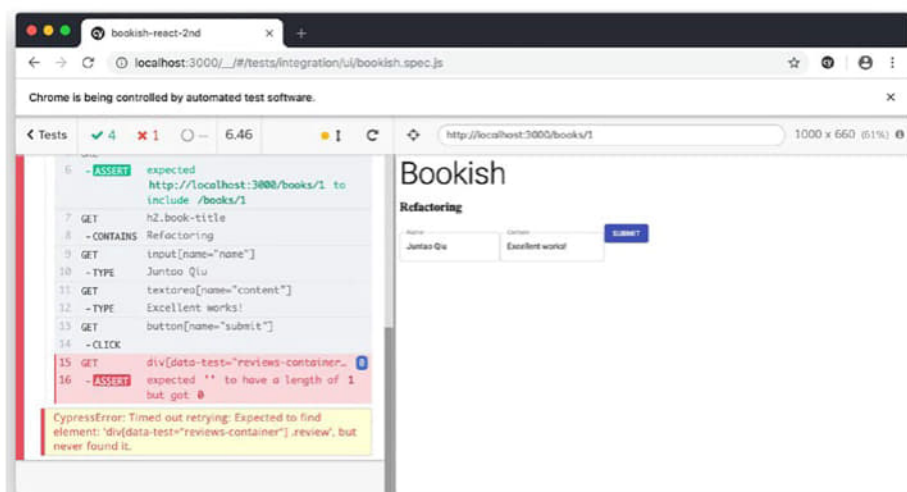 bookish-react-2nd
localhost:3000/__/#/tests/integration/ui/bookish.spec.js
Chrome is being controlled by automated test software.
Tests 4 1 -- 6.46
http://localhost:3000/books/1 1000 x 660 (61%)
6 -ASSERT expected
http://localhost:3000/books/1 to
include /books/1
7 GET h2.book-title
8 -CONTAINS Refactoring
9 GET input[name="name"]
10 -TYPE Juntao Qiu
11 GET textarea[name="content"]
12 -TYPE Excellent works!
13 GET button[name="submit"]
14 -CLICK
15 GET div[data-test="reviews-container… 0
16 -ASSERT expected '' to have a length of 1
but got 0
CypressError: Timed out retrying: Expected to find
element: 'div[data-test="reviews-container"] .review', but
never found it.
Bookish
Refactoring
Name Content
Juntao Qiu Excellent works! SUBMIT